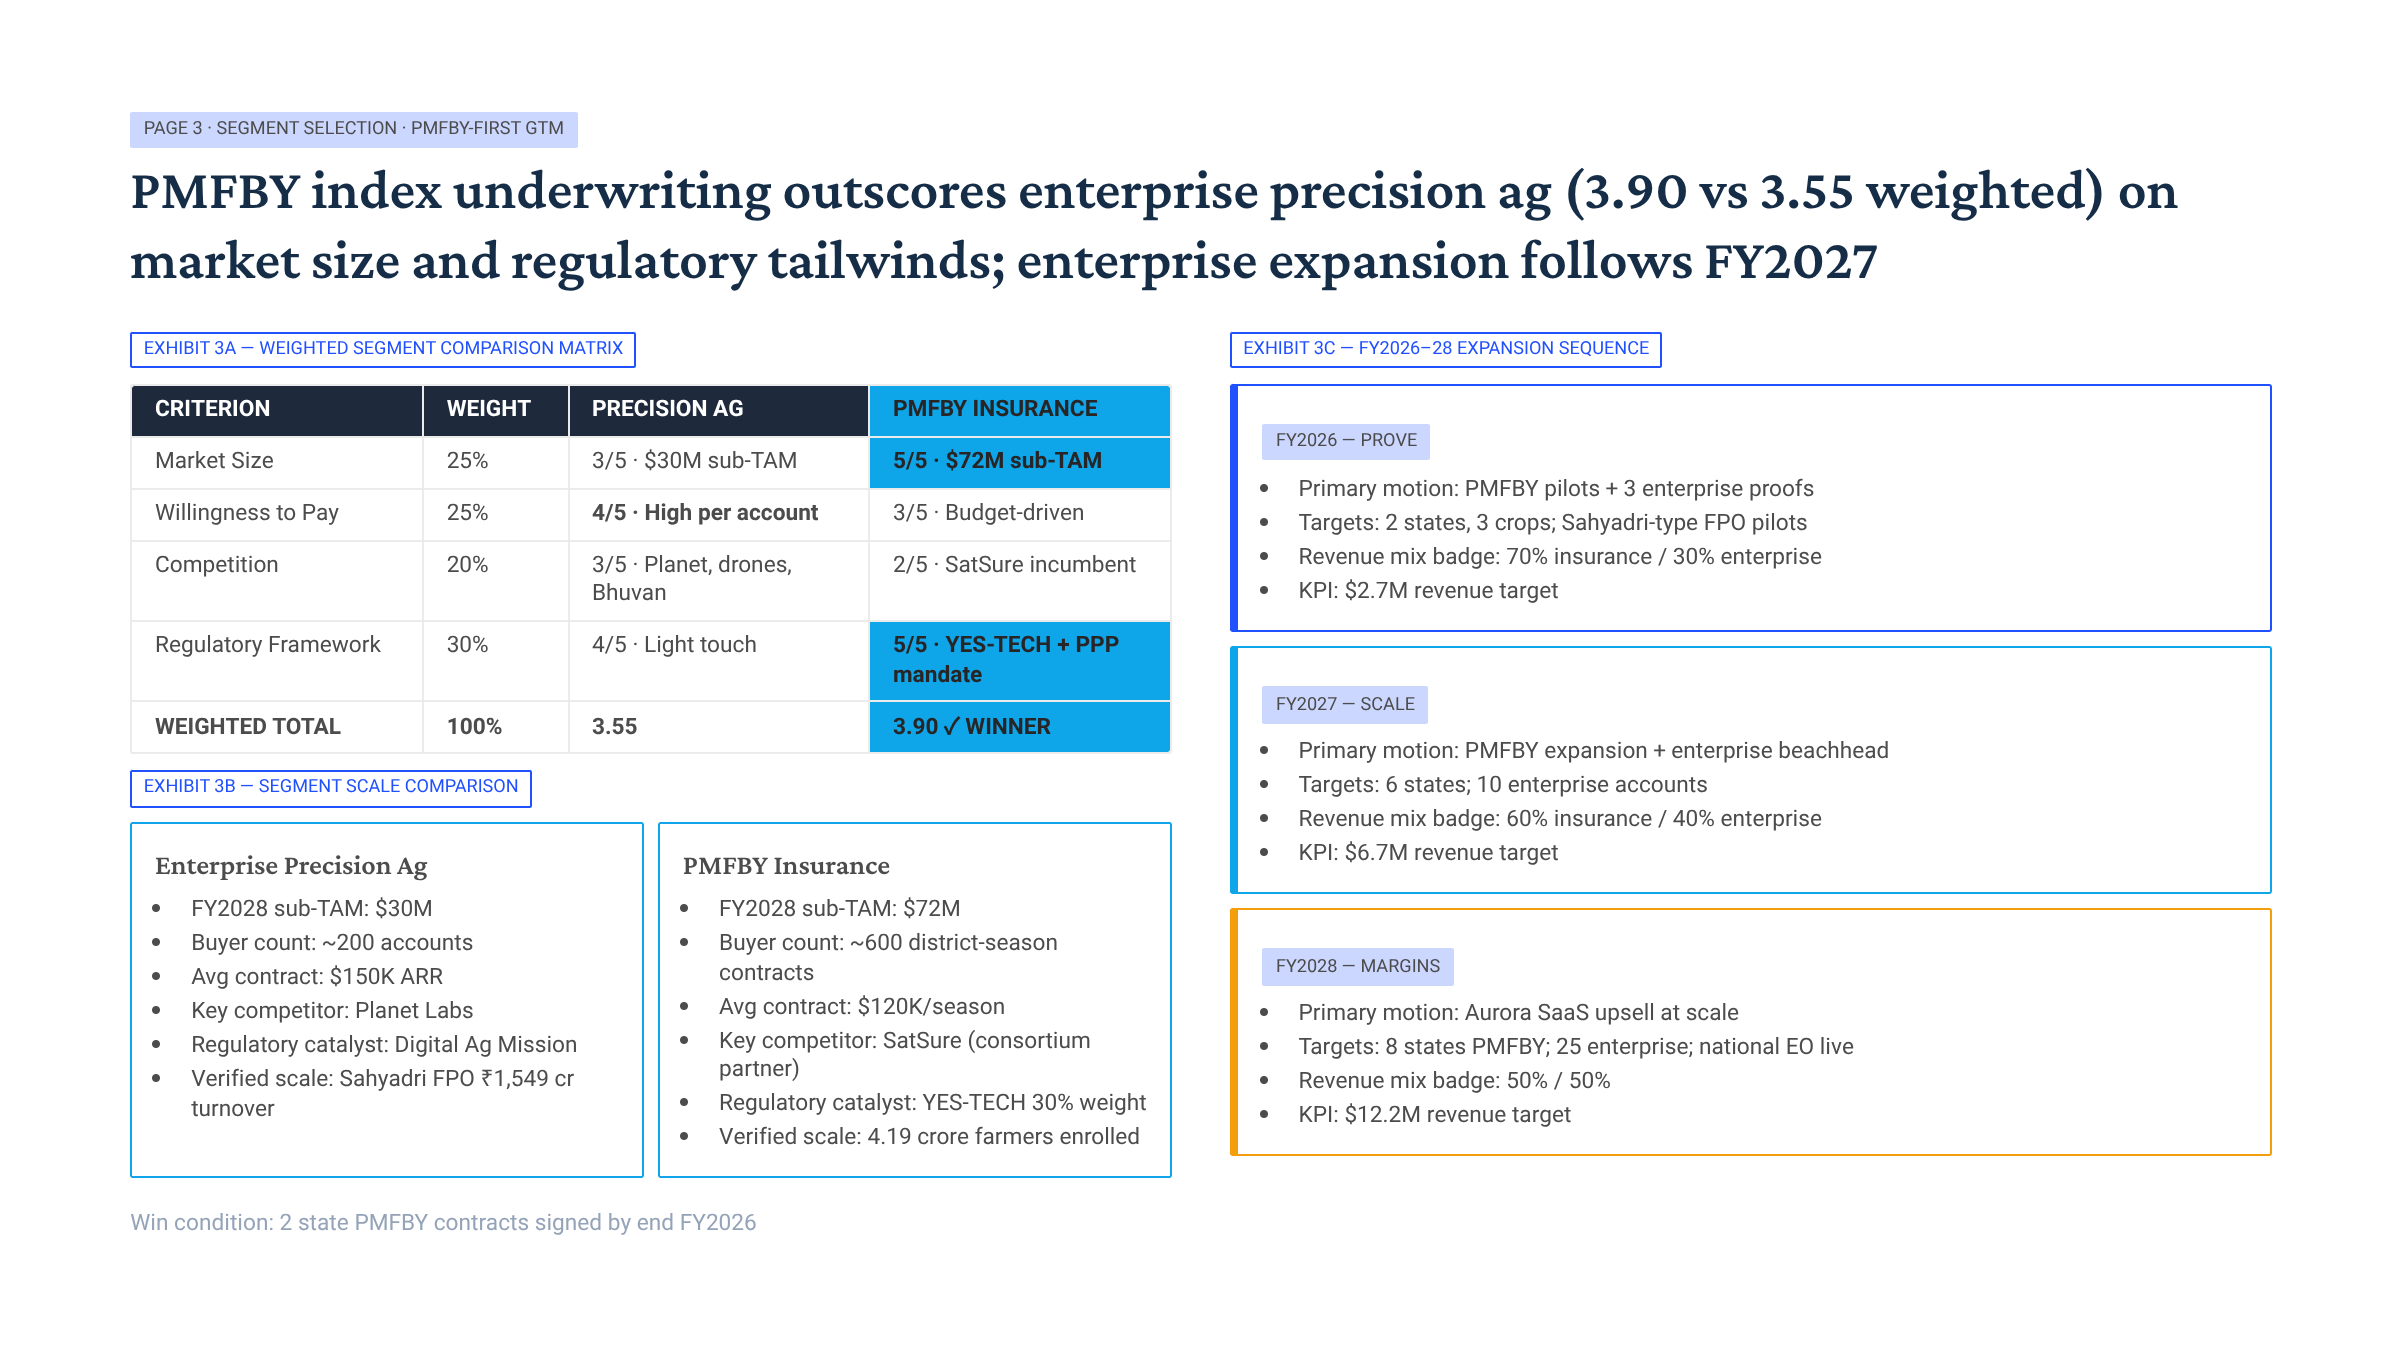 PAGE 3 · SEGMENT SELECTION · PMFBY-FIRST GTM
PMFBY index underwriting outscores enterprise precision ag (3.90 vs 3.55 weighted) on
market size and regulatory tailwinds; enterprise expansion follows FY2027
EXHIBIT 3A — WEIGHTED SEGMENT COMPARISON MATRIX
CRITERION WEIGHT PRECISION AG PMFBY INSURANCE
Market Size 25% 3/5 · $30M sub-TAM 5/5 · $72M sub-TAM
Willingness to Pay 25% 4/5 · High per account 3/5 · Budget-driven
Competition 20% 3/5 · Planet, drones, 2/5 · SatSure incumbent
Bhuvan
Regulatory Framework 30% 4/5 · Light touch 5/5 · YES-TECH + PPP
mandate
WEIGHTED TOTAL 100% 3.55 3.90 ✓ WINNER
EXHIBIT 3B — SEGMENT SCALE COMPARISON
Enterprise Precision Ag
• FY2028 sub-TAM: $30M
• Buyer count: ~200 accounts
• Avg contract: $150K ARR
• Key competitor: Planet Labs
• Regulatory catalyst: Digital Ag Mission
• Verified scale: Sahyadri FPO ₹1,549 cr
turnover
PMFBY Insurance
• FY2028 sub-TAM: $72M
• Buyer count: ~600 district-season
contracts
• Avg contract: $120K/season
• Key competitor: SatSure (consortium
partner)
• Regulatory catalyst: YES-TECH 30% weight
• Verified scale: 4.19 crore farmers enrolled
EXHIBIT 3C — FY2026–28 EXPANSION SEQUENCE
FY2026 — PROVE
• Primary motion: PMFBY pilots + 3 enterprise proofs
• Targets: 2 states, 3 crops; Sahyadri-type FPO pilots
• Revenue mix badge: 70% insurance / 30% enterprise
• KPI: $2.7M revenue target
FY2027 — SCALE
• Primary motion: PMFBY expansion + enterprise beachhead
• Targets: 6 states; 10 enterprise accounts
• Revenue mix badge: 60% insurance / 40% enterprise
• KPI: $6.7M revenue target
FY2028 — MARGINS
• Primary motion: Aurora SaaS upsell at scale
• Targets: 8 states PMFBY; 25 enterprise; national EO live
• Revenue mix badge: 50% / 50%
• KPI: $12.2M revenue target
Win condition: 2 state PMFBY contracts signed by end FY2026